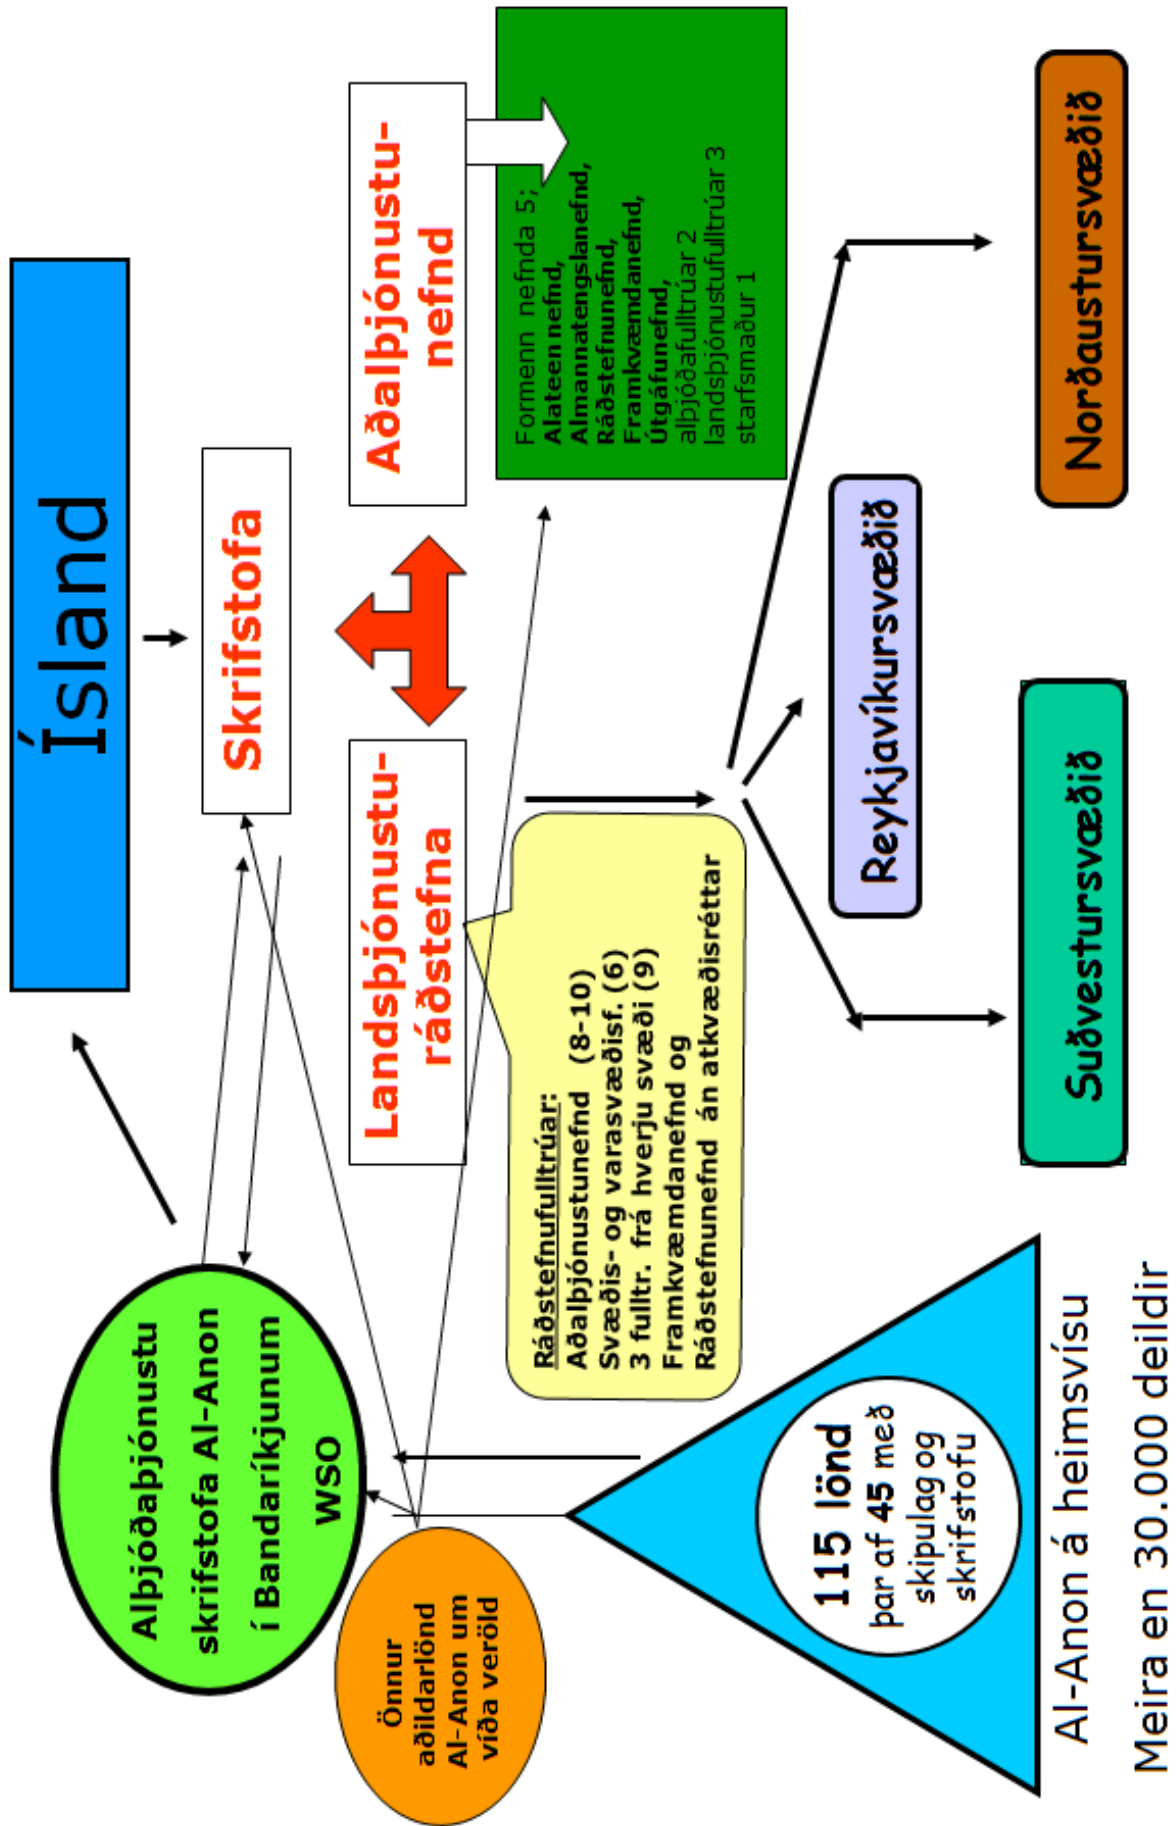 Ísland
Alþjóðaþjónustu
skrifstofa Al-Anon
í Bandaríkjunum
WSO
Skrifstofa
Önnur
aðildarlönd
Al-Anon um
víða veröld
Landsþjónustu-
ráðstefna
Aðalþjónustu-
nefnd
Ráðstefnufulltrúar:
Aðalþjónustunefnd (8-10)
Svæðis- og varasvæðisf. (6)
3 fulltr. frá hverju svæði (9)
Framkvæmdanefnd og
Ráðstefnunefnd án atkvæðisréttar
Formenn nefnda 5;
Alateen nefnd,
Almannatengslanefnd,
Ráðstefnunefnd,
Framkvæmdanefnd,
Útgáfunefnd,
alþjóðafulltrúar 2
landsþjónustufulltrúar 3
starfsmaður 1
115 lönd
þar af 45 með
skipulag og
skrifstofu
Reykjavíkursvæðið
Suðvestursvæðið
Norðaustursvæðið
Al-Anon á heimsvísu
Meira en 30.000 deildir